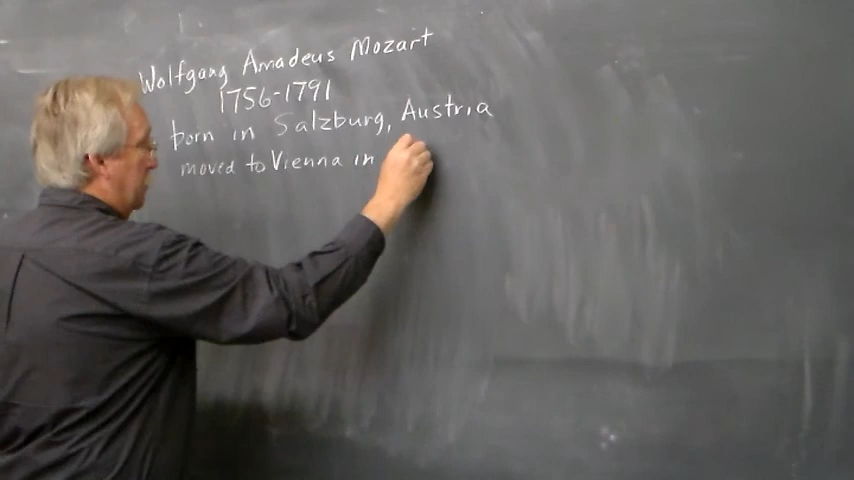 Wolfgang Amadeus Mozart
1756-1791
born in Salzburg, Austria
moved to Vienna in